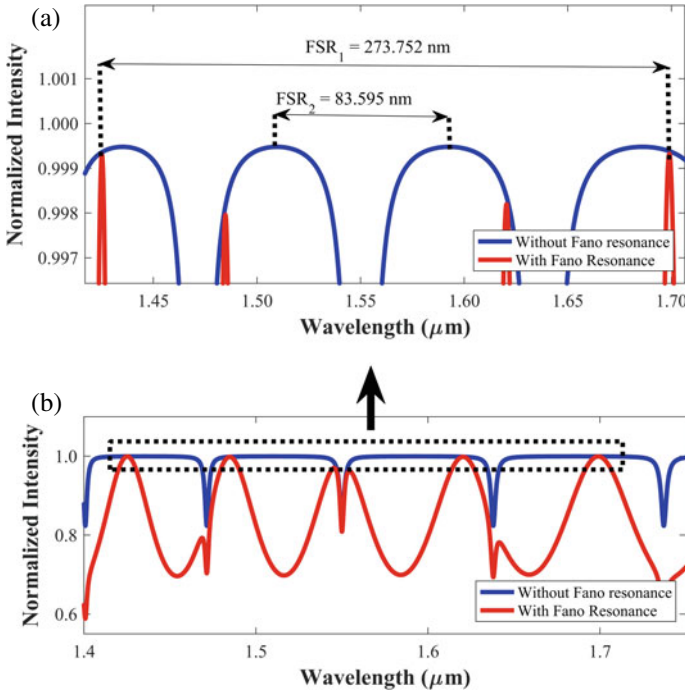 (a)
FSR1 = 273.752 nm
FSR2 = 83.595 nm
Normalized Intensity
1.001
1.000
0.999
0.998
0.997
Without Fano resonance
With Fano Resonance
1.45 1.50 1.55 1.60 1.65 1.70
Wavelength (μm)
(b)
Normalized Intensity
1.0
0.8
0.6
Without Fano resonance
With Fano Resonance
1.4 1.5 1.6 1.7
Wavelength (μm)